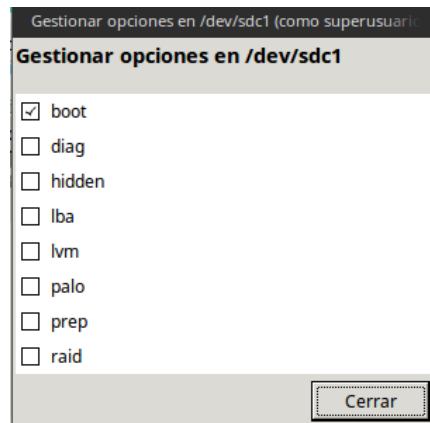 Gestionar opciones en /dev/sdc1 (como superusuario
Gestionar opciones en /dev/sdc1
boot
diag
hidden
lba
lvm
palo
prep
raid
Cerrar